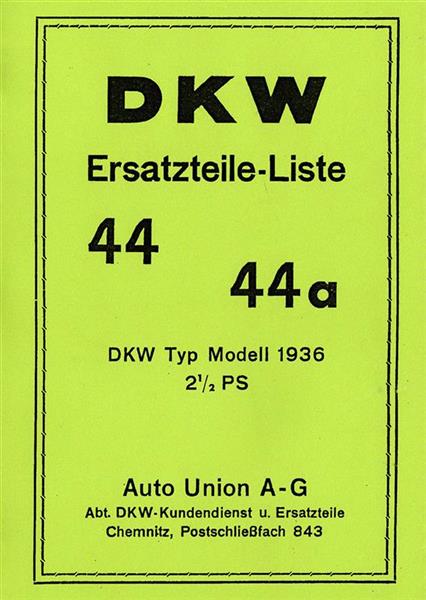 DKW
Ersatzteile-Liste
44
44a
DKW Typ Modell 1936
2½ PS
Auto Union A-G
Abt. DKW-Kundendienst u. Ersatzteile
Chemnitz, Postschließfach 843